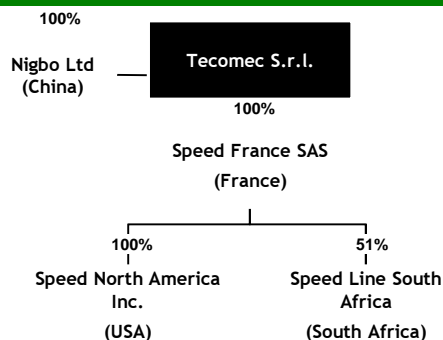 100%
Nigbo Ltd
(China)
Tecomec S.r.l.
100%
Speed France SAS
(France)
100%
51%
Speed North America
Inc.
(USA)
Speed Line South
Africa
(South Africa)